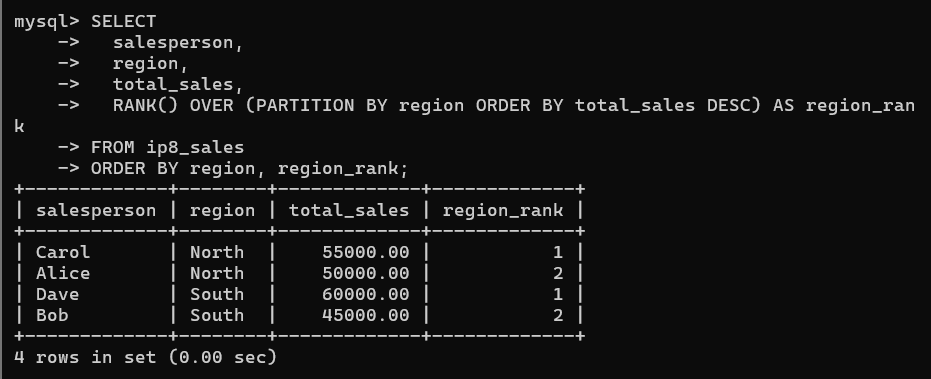 mysql> SELECT
    ->   salesperson,
    ->   region,
    ->   total_sales,
    ->   RANK() OVER (PARTITION BY region ORDER BY total_sales DESC) AS region_ran
k
    -> FROM ip8_sales
    -> ORDER BY region, region_rank;
+-------------+--------+-------------+-------------+
| salesperson | region | total_sales | region_rank |
+-------------+--------+-------------+-------------+
| Carol       | North  |    55000.00 |           1 |
| Alice       | North  |    50000.00 |           2 |
| Dave        | South  |    60000.00 |           1 |
| Bob         | South  |    45000.00 |           2 |
+-------------+--------+-------------+-------------+
4 rows in set (0.00 sec)